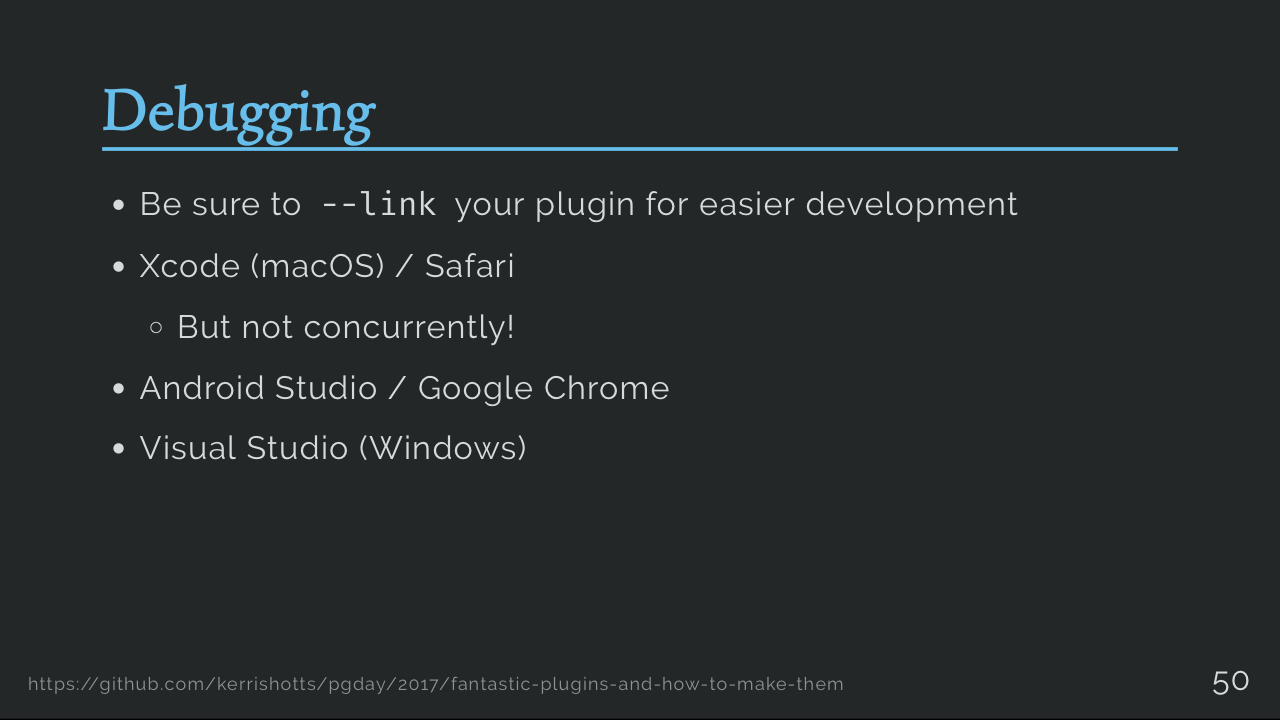 Debugging
• Be sure to --link your plugin for easier development
• Xcode (macOS) / Safari
◦ But not concurrently!
• Android Studio / Google Chrome
• Visual Studio (Windows)
https://github.com/kerrishotts/pgday/2017/fantastic-plugins-and-how-to-make-them
50